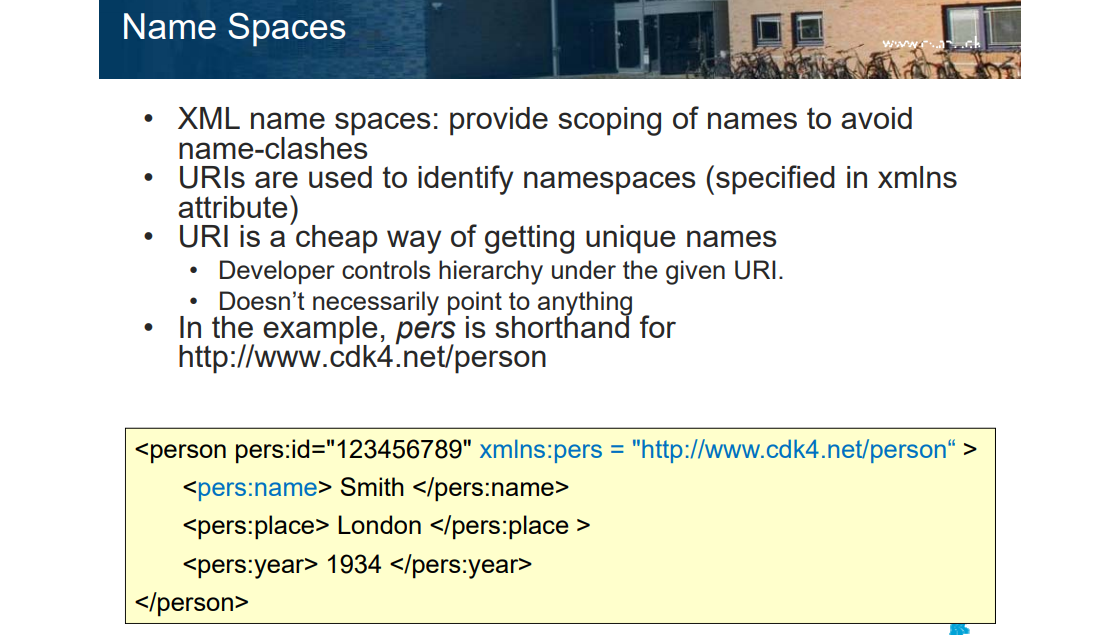 Name Spaces
• XML name spaces: provide scoping of names to avoid
name-clashes
• URIs are used to identify namespaces (specified in xmlns
attribute)
• URI is a cheap way of getting unique names
• Developer controls hierarchy under the given URI.
• Doesn’t necessarily point to anything
• In the example, pers is shorthand for
http://www.cdk4.net/person
<person pers:id="123456789" xmlns:pers = "http://www.cdk4.net/person“ >
<pers:name> Smith </pers:name>
<pers:place> London </pers:place >
<pers:year> 1934 </pers:year>
</person>